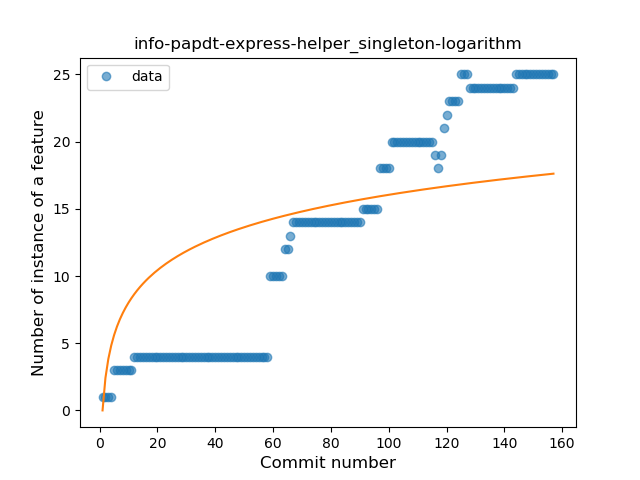 info-papdt-express-helper_singleton-logarithm
data
Number of instance of a feature
25
20
15
10
5
0
0 20 40 60 80 100 120 140 160
Commit number